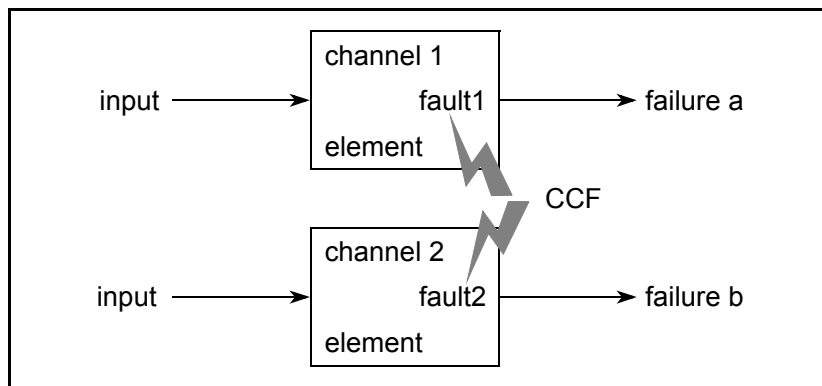 channel 1
input
fault1
failure a
element
CCF
channel 2
input
fault2
failure b
element